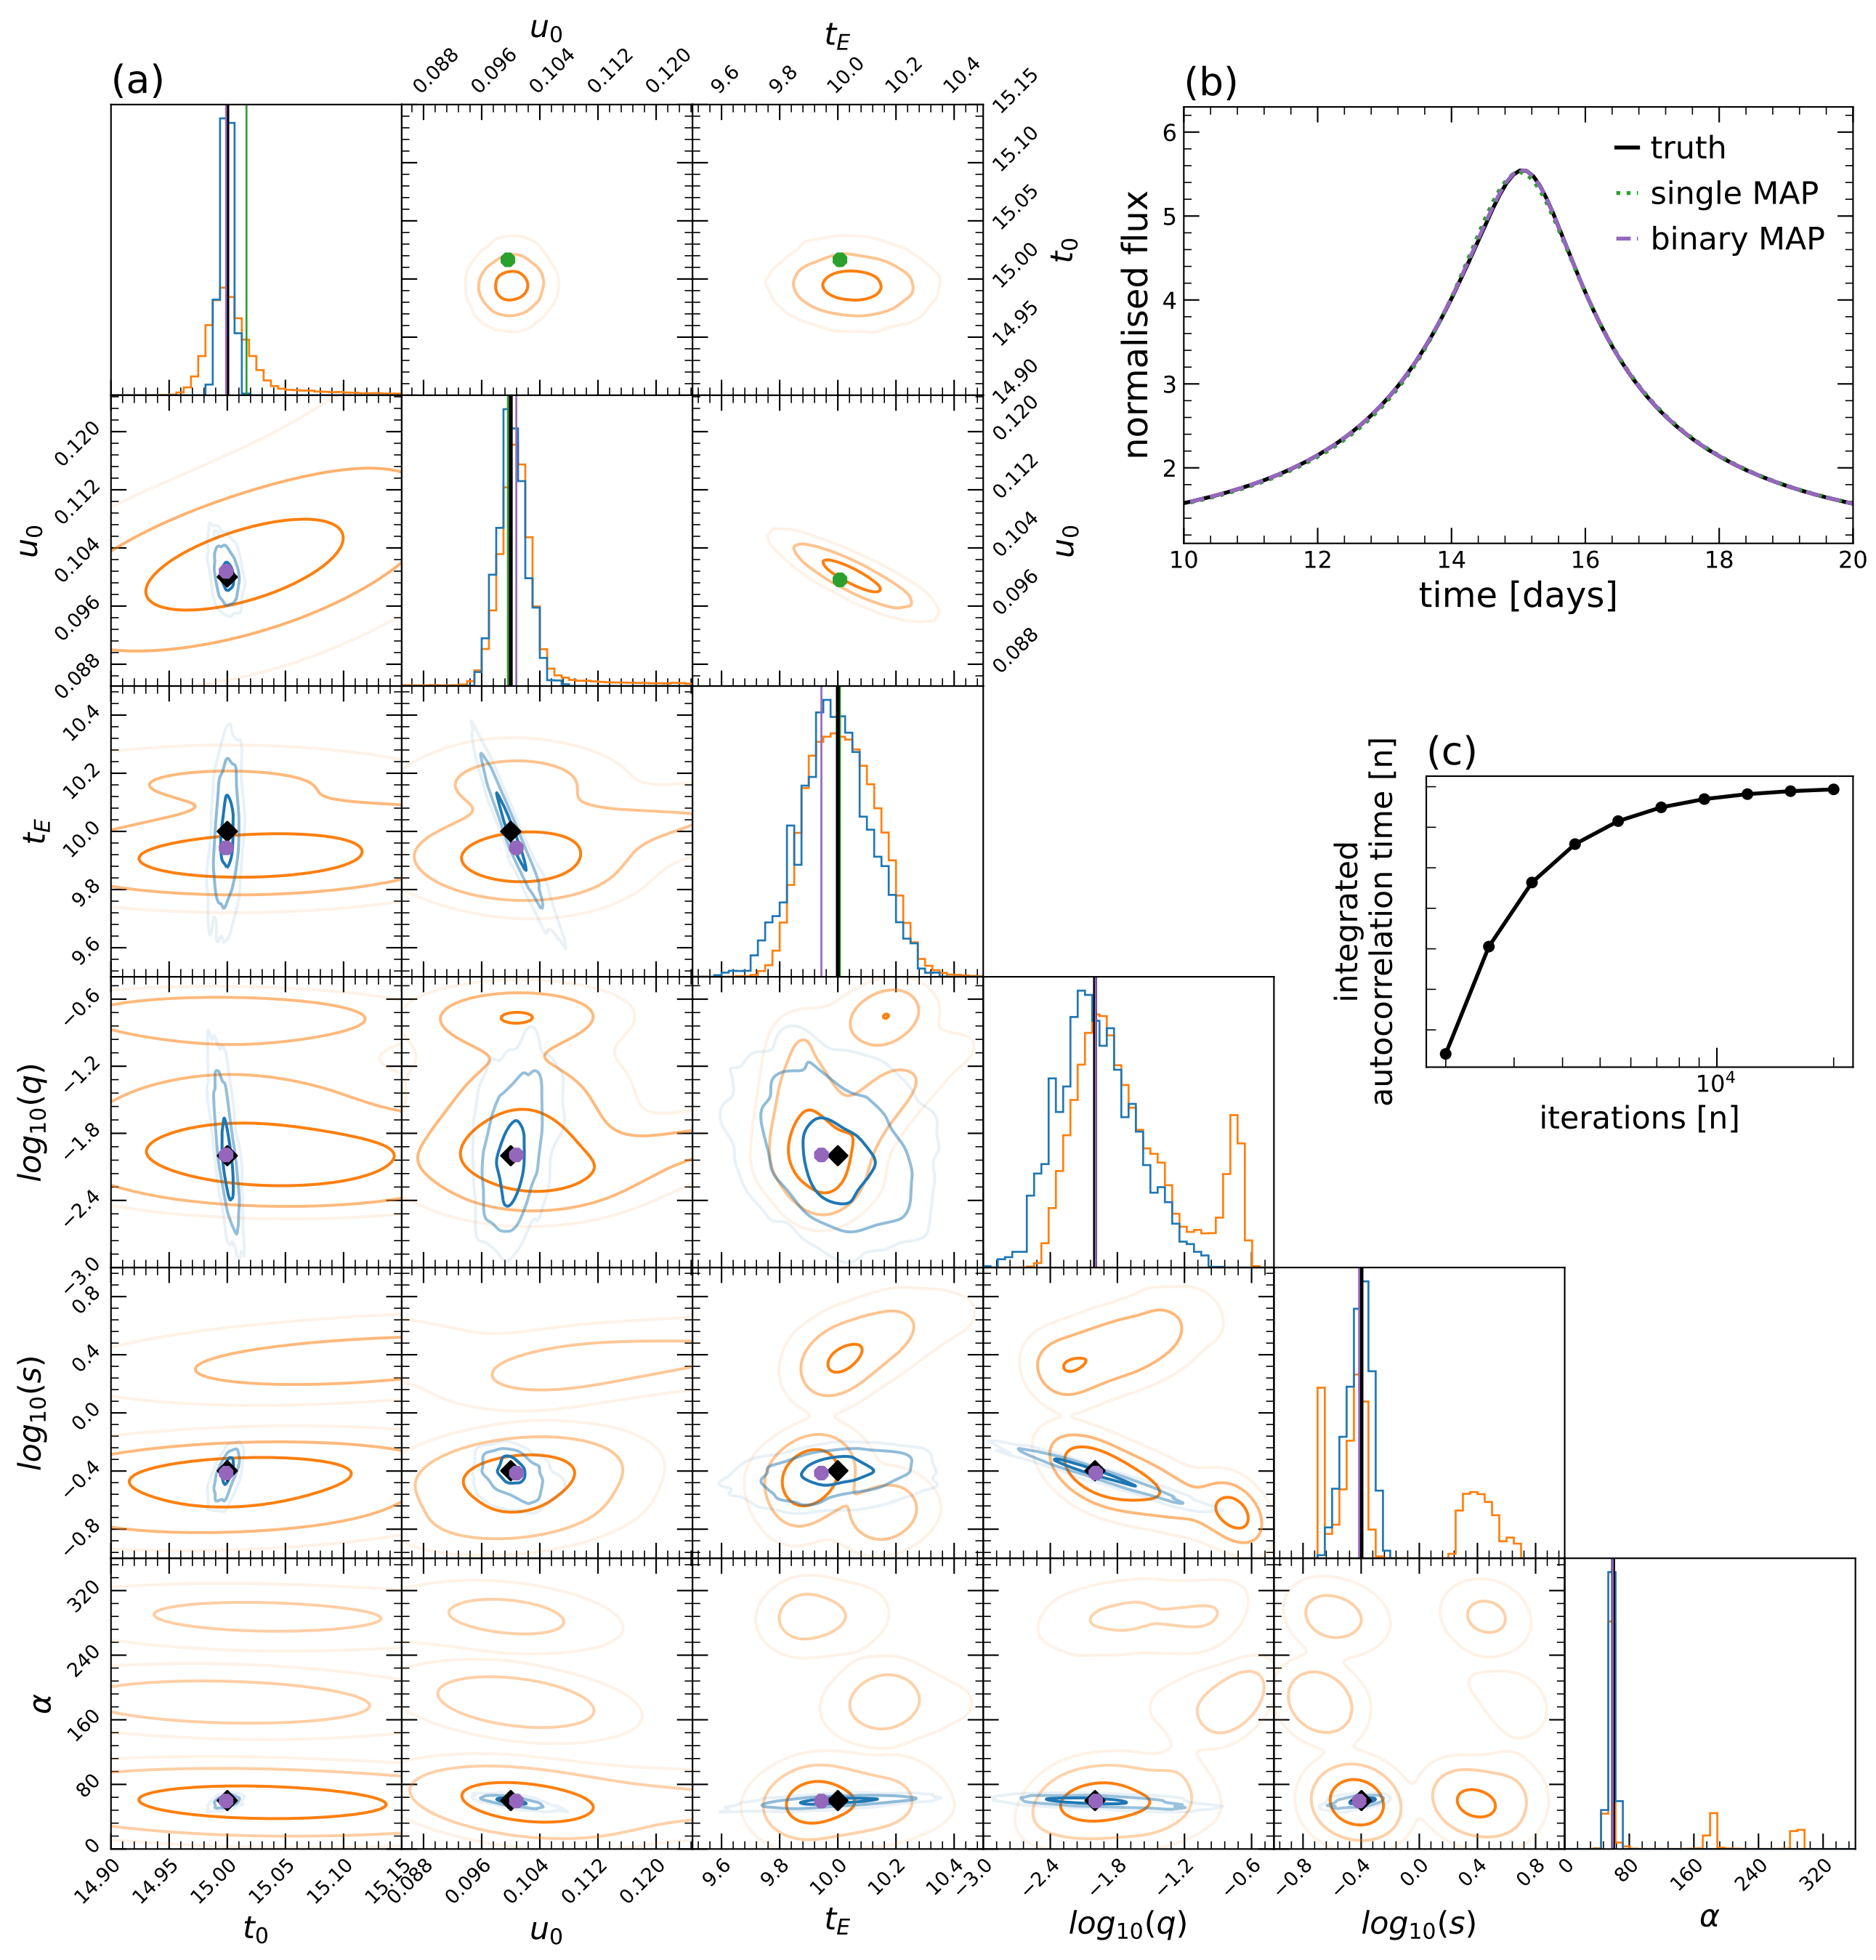 (a)
u0
0.088 0.096 0.104 0.112 0.120
tE
9.6 9.8 10.0 10.2 10.4
15.15
15.10
15.05
15.00
14.95
14.90
t0
(b)
normalised flux
6
5
4
3
2
truth
single MAP
binary MAP
10 12 14 16 18 20
time [days]
u0
0.120
0.112
0.104
0.096
0.088
0.120
0.112
0.104
0.096
0.088
u0
tE
10.4
10.2
10.0
9.8
9.6
(c)
integrated
autocorrelation time [n]
10^4
iterations [n]
log10(q)
−0.6
−1.2
−1.8
−2.4
−3.0
log10(s)
0.8
0.4
0.0
−0.4
−0.8
α
320
240
160
80
0
14.90 14.95 15.00 15.05 15.10 15.15
0.088 0.096 0.104 0.112 0.120
9.6 9.8 10.0 10.2 10.4
−3.0 −2.4 −1.8 −1.2 −0.6
−0.8 −0.4 0.0 0.4 0.8
0 80 160 240 320
t0
u0
tE
log10(q)
log10(s)
α